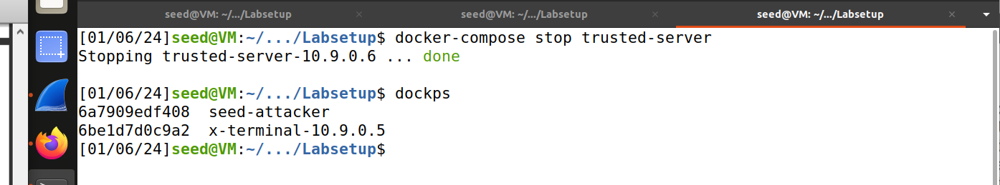 seed@VM: ~/.../Labsetup
seed@VM: ~/.../Labsetup
seed@VM: ~/.../Labsetup
[01/06/24]seed@VM:~/.../Labsetup$ docker-compose stop trusted-server
Stopping trusted-server-10.9.0.6 ... done
[01/06/24]seed@VM:~/.../Labsetup$ dockps
6a7909edf408  seed-attacker
6be1d7d0c9a2  x-terminal-10.9.0.5
[01/06/24]seed@VM:~/.../Labsetup$